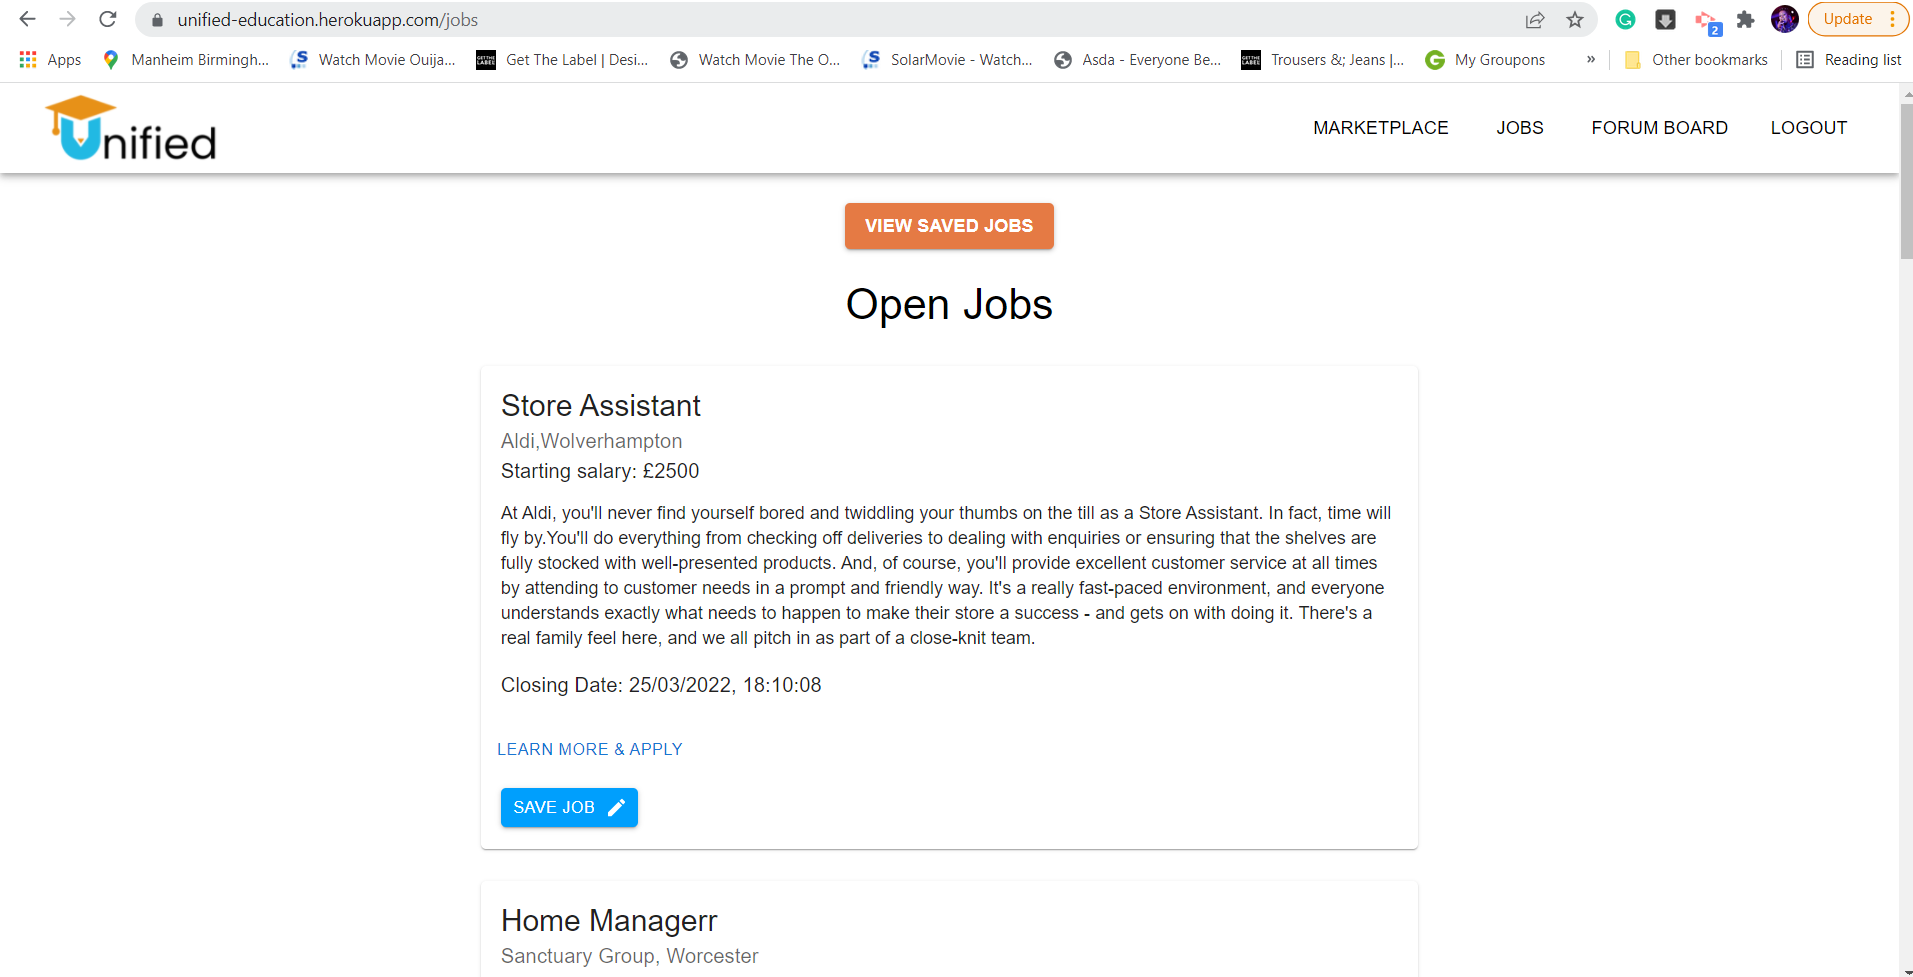 unified-education.herokuapp.com/jobs
2
Update
Apps
Manheim Birmingh...
Watch Movie Ouija...
GET THE LABEL
Get The Label | Desi...
Watch Movie The O...
SolarMovie - Watch...
Asda - Everyone Be...
GET THE LABEL
Trousers &; Jeans |...
My Groupons
»
Other bookmarks
Reading list
Unified
MARKETPLACE
JOBS
FORUM BOARD
LOGOUT
VIEW SAVED JOBS
Open Jobs
Store Assistant
Aldi,Wolverhampton
Starting salary: £2500
At Aldi, you'll never find yourself bored and twiddling your thumbs on the till as a Store Assistant. In fact, time will
fly by.You'll do everything from checking off deliveries to dealing with enquiries or ensuring that the shelves are
fully stocked with well-presented products. And, of course, you'll provide excellent customer service at all times
by attending to customer needs in a prompt and friendly way. It's a really fast-paced environment, and everyone
understands exactly what needs to happen to make their store a success - and gets on with doing it. There's a
real family feel here, and we all pitch in as part of a close-knit team.
Closing Date: 25/03/2022, 18:10:08
LEARN MORE & APPLY
SAVE JOB
Home Managerr
Sanctuary Group, Worcester